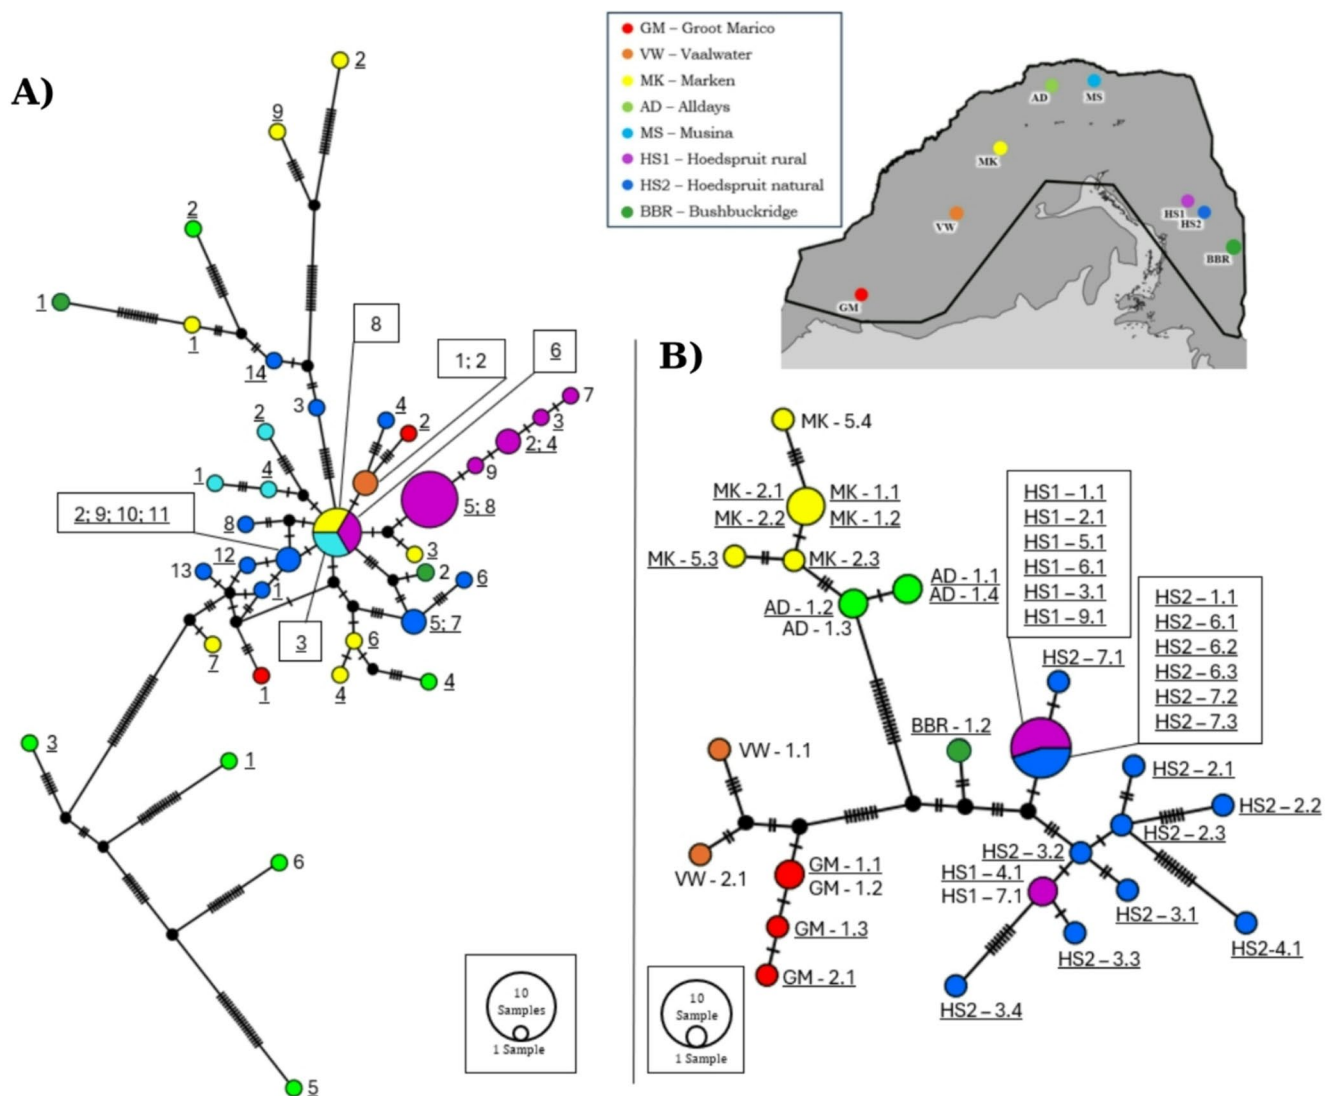 A)
GM – Groot Marico
VW – Vaalwater
MK – Marken
AD – Alldays
MS – Musina
HS1 – Hoedspruit rural
HS2 – Hoedspruit natural
BBR – Bushbuckridge
AD
MS
MK
VW
HS1
HS2
BBR
GM
2
9
2
1
1
14
3
8
1; 2
6
2
4
2
7
3
2; 4
9
5; 8
1
4
2; 9; 10; 11
8
3
12
13
1
2
6
5; 7
3
6
7
4
4
1
3
1
6
5
10
Samples
1 Sample
B)
MK - 5.4
MK - 2.1
MK - 1.1
MK - 2.2
MK - 1.2
MK - 5.3
MK - 2.3
AD - 1.1
AD - 1.4
AD - 1.2
AD - 1.3
HS1 – 1.1
HS1 – 2.1
HS1 – 5.1
HS1 – 6.1
HS1 – 3.1
HS1 – 9.1
HS2 – 1.1
HS2 – 6.1
HS2 – 6.2
HS2 – 6.3
HS2 – 7.2
HS2 – 7.3
HS2 – 7.1
BBR - 1.2
VW - 1.1
VW - 2.1
HS2 – 2.1
HS2 – 2.2
HS2 – 2.3
HS2 – 3.2
HS1 – 4.1
HS1 – 7.1
HS2 – 3.1
HS2-4.1
HS2 – 3.3
HS2 – 3.4
GM - 1.1
GM - 1.2
GM - 1.3
GM - 2.1
10
Sample
1 Sample